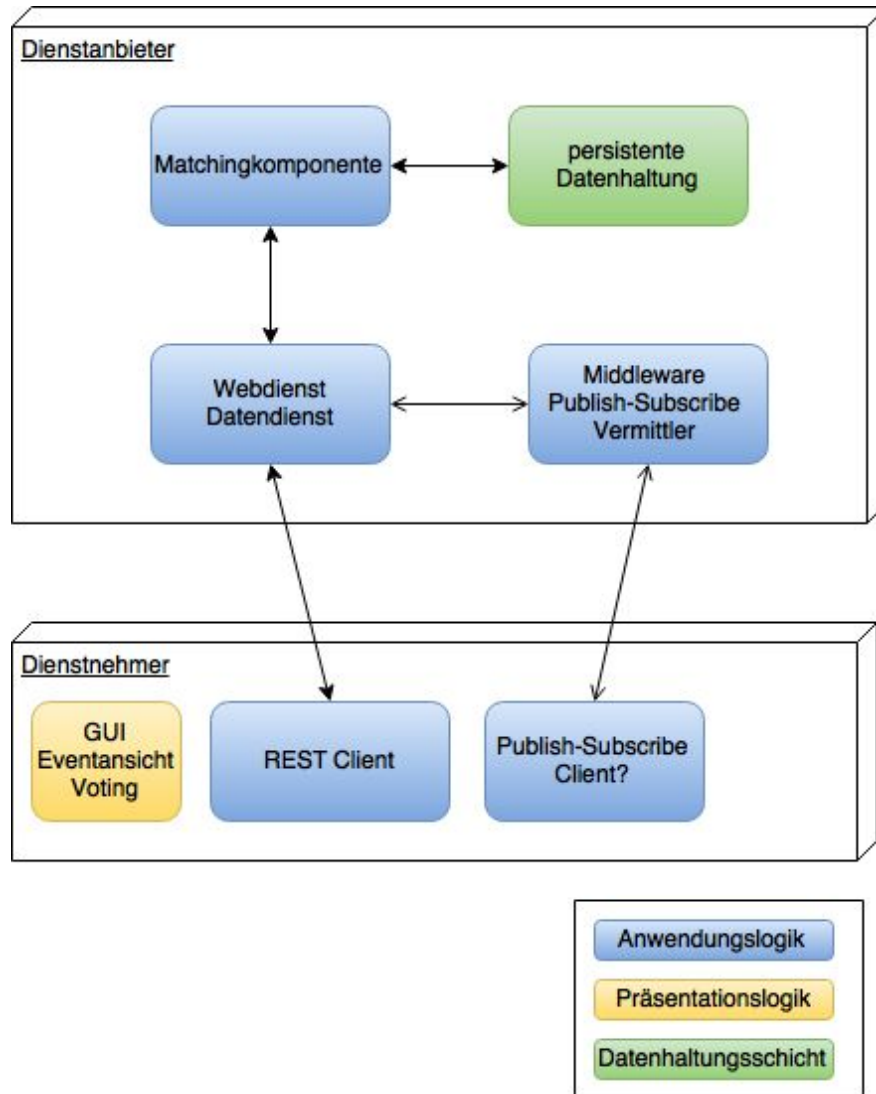 Dienstanbieter
Matchingkomponente
persistente
Datenhaltung
Webdienst
Datendienst
Middleware
Publish-Subscribe
Vermittler
Dienstnehmer
GUI
Eventansicht
Voting
REST Client
Publish-Subscribe
Client?
Anwendungslogik
Präsentationslogik
Datenhaltungsschicht